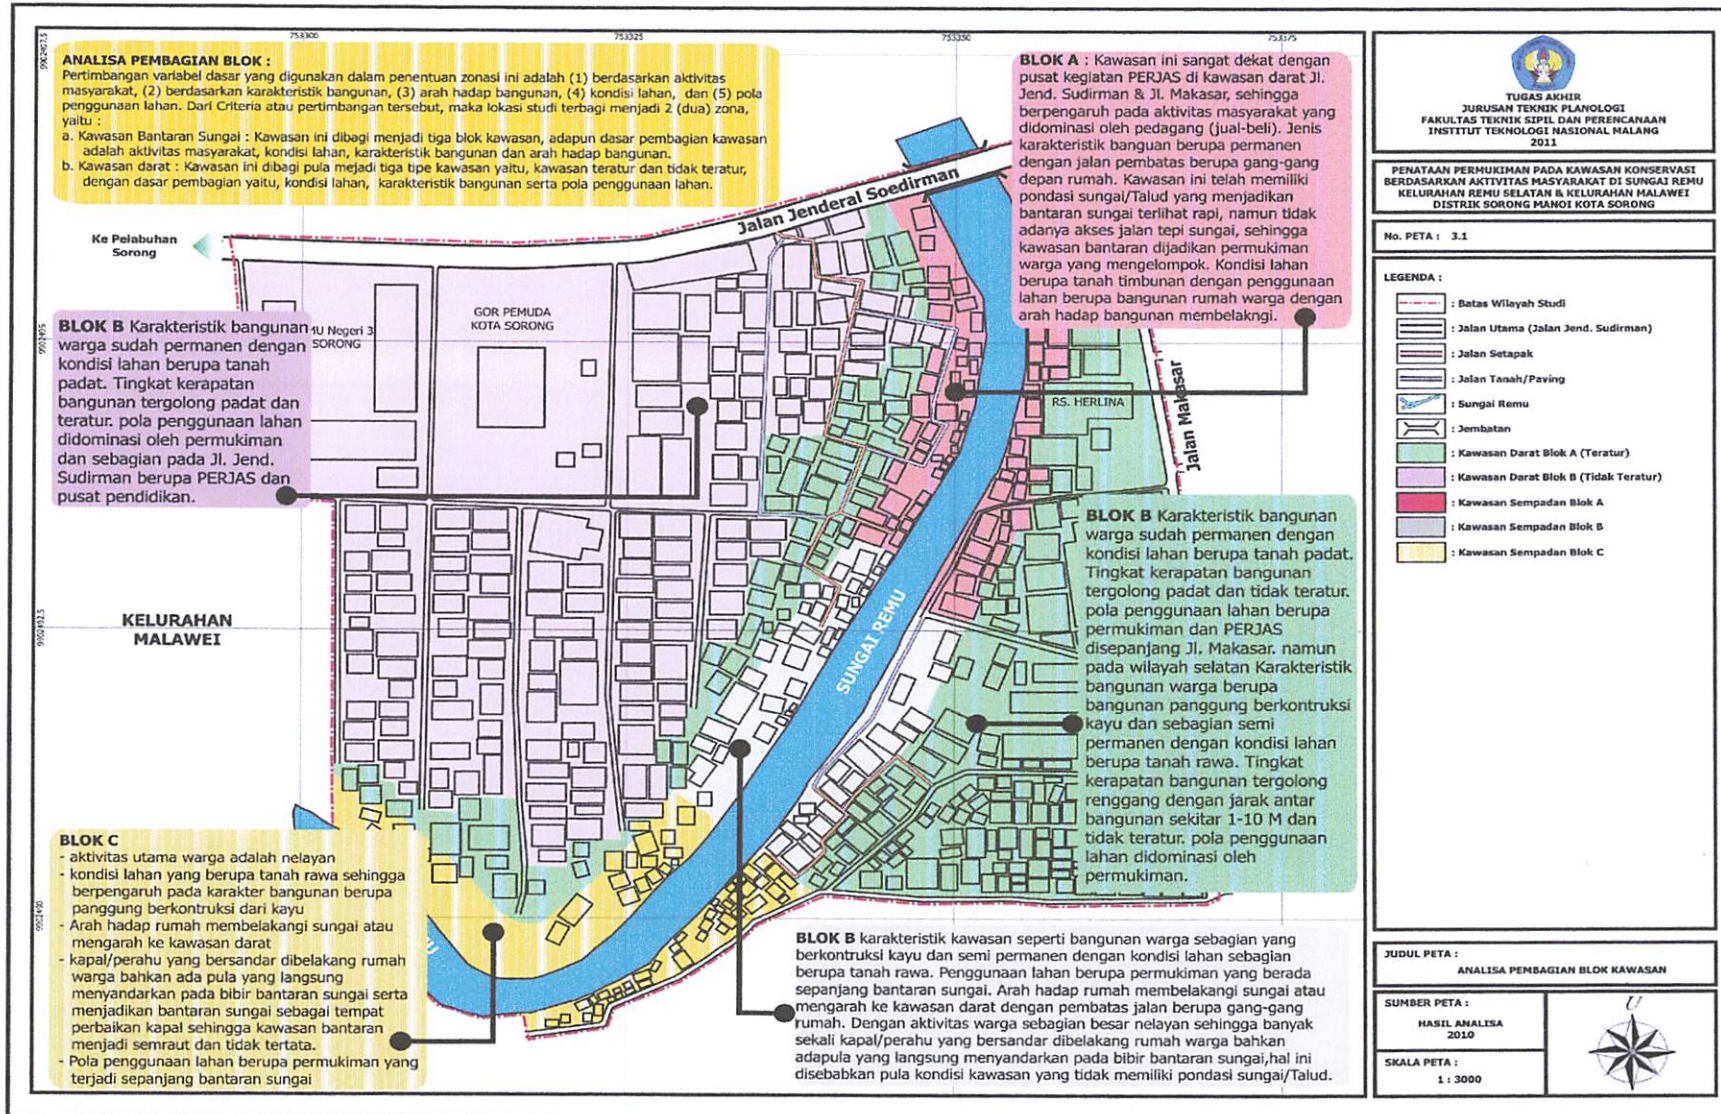 753300
753325
753350
753375
9902497.5
9902495
9902492.5
9902490
ANALISA PEMBAGIAN BLOK :
Pertimbangan variabel dasar yang digunakan dalam penentuan zonasi ini adalah (1) berdasarkan aktivitas
masyarakat, (2) berdasarkan karakteristik bangunan, (3) arah hadap bangunan, (4) kondisi lahan, dan (5) pola
penggunaan lahan. Dari Criteria atau pertimbangan tersebut, maka lokasi studi terbagi menjadi 2 (dua) zona,
yaitu :
a. Kawasan Bantaran Sungai : Kawasan ini dibagi menjadi tiga blok kawasan, adapun dasar pembagian kawasan
adalah aktivitas masyarakat, kondisi lahan, karakteristik bangunan dan arah hadap bangunan.
b. Kawasan darat : Kawasan ini dibagi pula mejadi tiga tipe kawasan yaitu, kawasan teratur dan tidak teratur,
dengan dasar pembagian yaitu, kondisi lahan, karakteristik bangunan serta pola penggunaan lahan.
BLOK A : Kawasan ini sangat dekat dengan
pusat kegiatan PERJAS di kawasan darat Jl.
Jend. Sudirman & Jl. Makasar, sehingga
berpengaruh pada aktivitas masyarakat yang
didominasi oleh pedagang (jual-beli). Jenis
karakteristik banguan berupa permanen
dengan jalan pembatas berupa gang-gang
depan rumah. Kawasan ini telah memiliki
pondasi sungai/Talud yang menjadikan
bantaran sungai terlihat rapi, namun tidak
adanya akses jalan tepi sungai, sehingga
kawasan bantaran dijadikan permukiman
warga yang mengelompok. Kondisi lahan
berupa tanah timbunan dengan penggunaan
lahan berupa bangunan rumah warga dengan
arah hadap bangunan membelakngi.
Jalan Jenderal Soedirman
Ke Pelabuhan
Sorong
GOR PEMUDA
KOTA SORONG
MU Negeri 3
SORONG
BLOK B Karakteristik bangunan
warga sudah permanen dengan
kondisi lahan berupa tanah
padat. Tingkat kerapatan
bangunan tergolong padat dan
teratur. pola penggunaan lahan
didominasi oleh permukiman
dan sebagian pada Jl. Jend.
Sudirman berupa PERJAS dan
pusat pendidikan.
RS. HERLINA
Jalan Makasar
SUNGAI REMU
KELURAHAN
MALAWEI
BLOK B Karakteristik bangunan
warga sudah permanen dengan
kondisi lahan berupa tanah padat.
Tingkat kerapatan bangunan
tergolong padat dan tidak teratur.
pola penggunaan lahan berupa
permukiman dan PERJAS
disepanjang Jl. Makasar. namun
pada wilayah selatan Karakteristik
bangunan warga berupa
bangunan panggung berkontruksi
kayu dan sebagian semi
permanen dengan kondisi lahan
berupa tanah rawa. Tingkat
kerapatan bangunan tergolong
renggang dengan jarak antar
bangunan sekitar 1-10 M dan
tidak teratur. pola penggunaan
lahan didominasi oleh
permukiman.
BLOK C
- aktivitas utama warga adalah nelayan
- kondisi lahan yang berupa tanah rawa sehingga
berpengaruh pada karakter bangunan berupa
panggung berkontruksi dari kayu
- Arah hadap rumah membelakangi sungai atau
mengarah ke kawasan darat
- kapal/perahu yang bersandar dibelakang rumah
warga bahkan ada pula yang langsung
menyandarkan pada bibir bantaran sungai serta
menjadikan bantaran sungai sebagai tempat
perbaikan kapal sehingga kawasan bantaran
menjadi semraut dan tidak tertata.
- Pola penggunaan lahan berupa permukiman yang
terjadi sepanjang bantaran sungai
BLOK B karakteristik kawasan seperti bangunan warga sebagian yang
berkontruksi kayu dan semi permanen dengan kondisi lahan sebagian
berupa tanah rawa. Penggunaan lahan berupa permukiman yang berada
sepanjang bantaran sungai. Arah hadap rumah membelakangi sungai atau
mengarah ke kawasan darat dengan pembatas jalan berupa gang-gang
rumah. Dengan aktivitas warga sebagian besar nelayan sehingga banyak
sekali kapal/perahu yang bersandar dibelakang rumah warga bahkan
adapula yang langsung menyandarkan pada bibir bantaran sungai,hal ini
disebabkan pula kondisi kawasan yang tidak memiliki pondasi sungai/Talud.
TUGAS AKHIR
JURUSAN TEKNIK PLANOLOGI
FAKULTAS TEKNIK SIPIL DAN PERENCANAAN
INSTITUT TEKNOLOGI NASIONAL MALANG
2011
PENATAAN PERMUKIMAN PADA KAWASAN KONSERVASI
BERDASARKAN AKTIVITAS MASYARAKAT DI SUNGAI REMU
KELURAHAN REMU SELATAN & KELURAHAN MALAWEI
DISTRIK SORONG MANOI KOTA SORONG
No. PETA : 3.1
LEGENDA :
: Batas Wilayah Studi
: Jalan Utama (Jalan Jend. Sudirman)
: Jalan Setapak
: Jalan Tanah/Paving
: Sungai Remu
: Jembatan
: Kawasan Darat Blok A (Teratur)
: Kawasan Darat Blok B (Tidak Teratur)
: Kawasan Sempadan Blok A
: Kawasan Sempadan Blok B
: Kawasan Sempadan Blok C
JUDUL PETA :
ANALISA PEMBAGIAN BLOK KAWASAN
SUMBER PETA :
HASIL ANALISA
2010
SKALA PETA :
1 : 3000
U